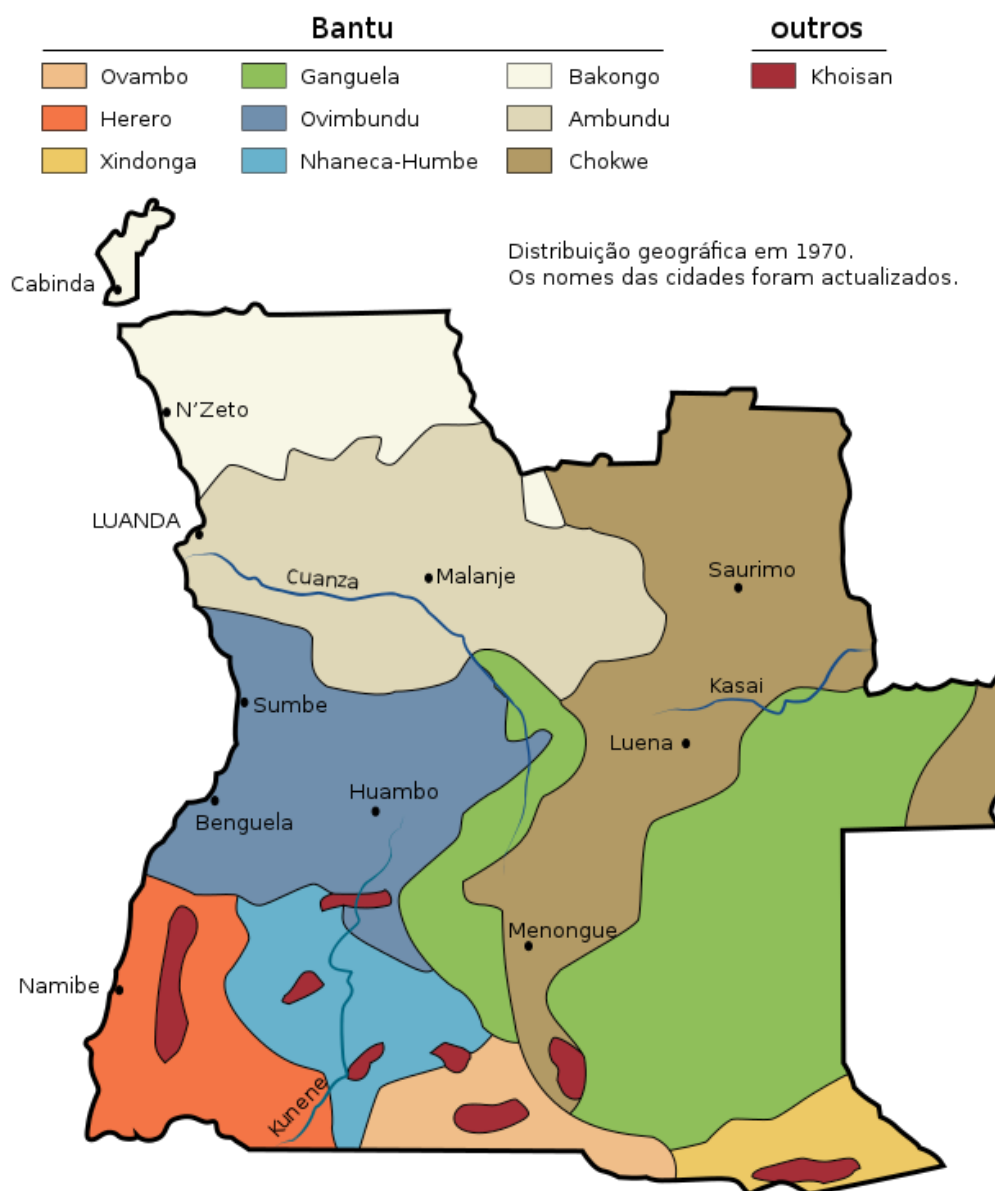 Bantu
outros
Ovambo
Ganguela
Bakongo
Khoisan
Herero
Ovimbundu
Ambundu
Xindonga
Nhaneca-Humbe
Chokwe
Distribuição geográfica em 1970.
Os nomes das cidades foram actualizados.
Cabinda
N'Zeto
LUANDA
Cuanza
Malanje
Saurimo
Kasai
Sumbe
Luena
Huambo
Benguela
Menongue
Namibe
Kunene